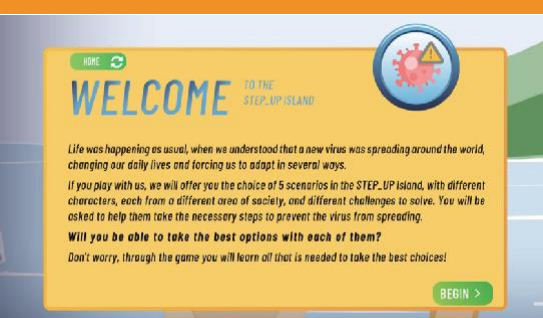 HOME
WELCOME TO THE
STEP_UP ISLAND
Life was happening as usual, when we understood that a new virus was spreading around the world,
changing our daily lives and forcing us to adapt in several ways.
If you play with us, we will offer you the choice of 5 scenarios in the STEP_UP Island, with different
characters, each from a different area of society, and different challenges to solve. You will be
asked to help them take the necessary steps to prevent the virus from spreading.
Will you be able to take the best options with each of them?
Don't worry, through the game you will learn all that is needed to take the best choices!
BEGIN >